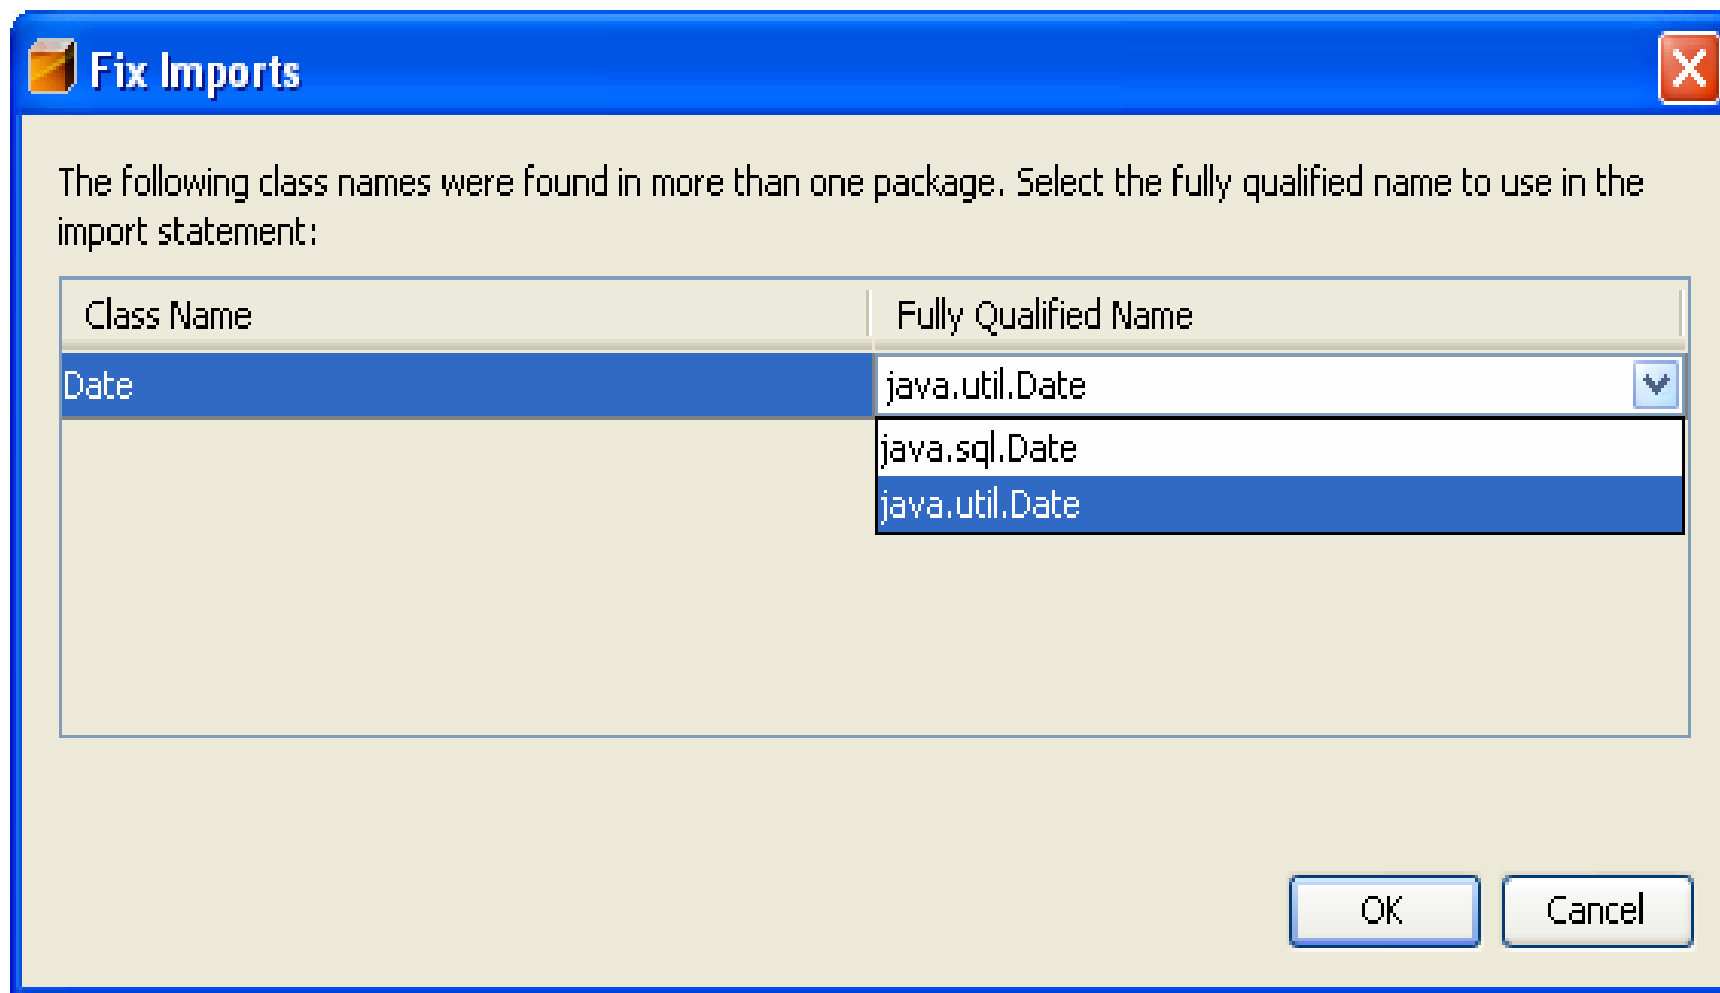 Fix Imports
The following class names were found in more than one package. Select the fully qualified name to use in the
import statement:
Class Name
Fully Qualified Name
Date
java.util.Date
java.sql.Date
java.util.Date
OK
Cancel